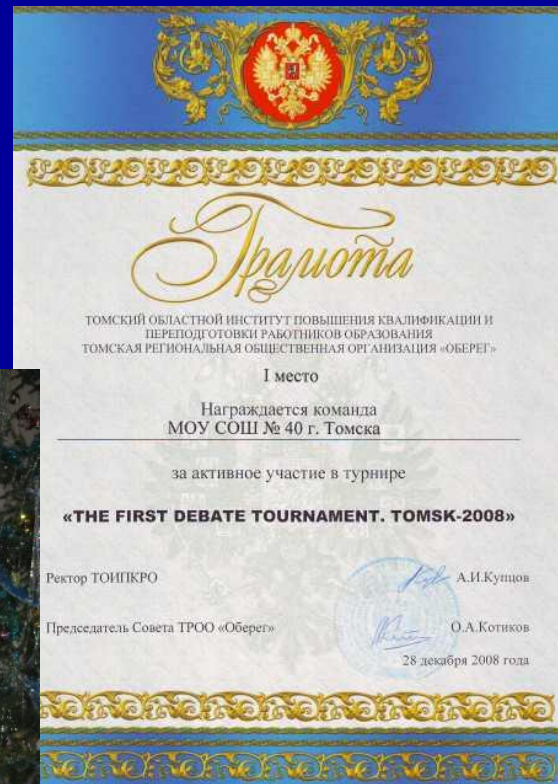 Грамота
ТОМСКИЙ ОБЛАСТНОЙ ИНСТИТУТ ПОВЫШЕНИЯ КВАЛИФИКАЦИИ И
ПЕРЕПОДГОТОВКИ РАБОТНИКОВ ОБРАЗОВАНИЯ
ТОМСКАЯ РЕГИОНАЛЬНАЯ ОБЩЕСТВЕННАЯ ОРГАНИЗАЦИЯ «ОБЕРЕГ»
I место
Награждается команда
МОУ СОШ № 40 г. Томска
за активное участие в турнире
«THE FIRST DEBATE TOURNAMENT. TOMSK-2008»
Ректор ТОИПКРО А.И.Купцов
Председатель Совета ТРОО «Оберег» О.А.Котиков
28 декабря 2008 года